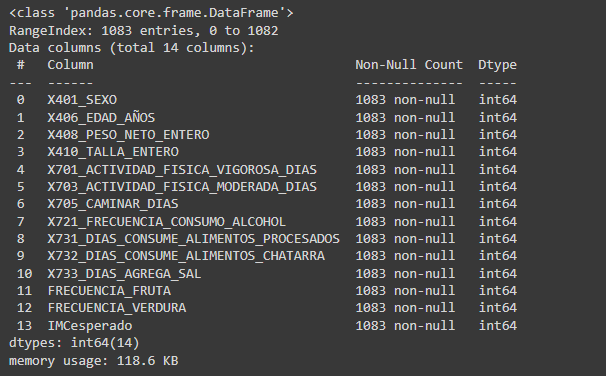 <class 'pandas.core.frame.DataFrame'>
RangeIndex: 1083 entries, 0 to 1082
Data columns (total 14 columns):
 #   Column                                Non-Null Count  Dtype
---  ------                                --------------  -----
 0   X401_SEXO                             1083 non-null   int64
 1   X406_EDAD_AÑOS                        1083 non-null   int64
 2   X408_PESO_NETO_ENTERO                 1083 non-null   int64
 3   X410_TALLA_ENTERO                     1083 non-null   int64
 4   X701_ACTIVIDAD_FISICA_VIGOROSA_DIAS   1083 non-null   int64
 5   X703_ACTIVIDAD_FISICA_MODERADA_DIAS   1083 non-null   int64
 6   X705_CAMINAR_DIAS                     1083 non-null   int64
 7   X721_FRECUENCIA_CONSUMO_ALCOHOL       1083 non-null   int64
 8   X731_DIAS_CONSUME_ALIMENTOS_PROCESADOS  1083 non-null   int64
 9   X732_DIAS_CONSUME_ALIMENTOS_CHATARRA  1083 non-null   int64
 10  X733_DIAS_AGREGA_SAL                  1083 non-null   int64
 11  FRECUENCIA_FRUTA                      1083 non-null   int64
 12  FRECUENCIA_VERDURA                    1083 non-null   int64
 13  IMCesperado                           1083 non-null   int64
dtypes: int64(14)
memory usage: 118.6 KB